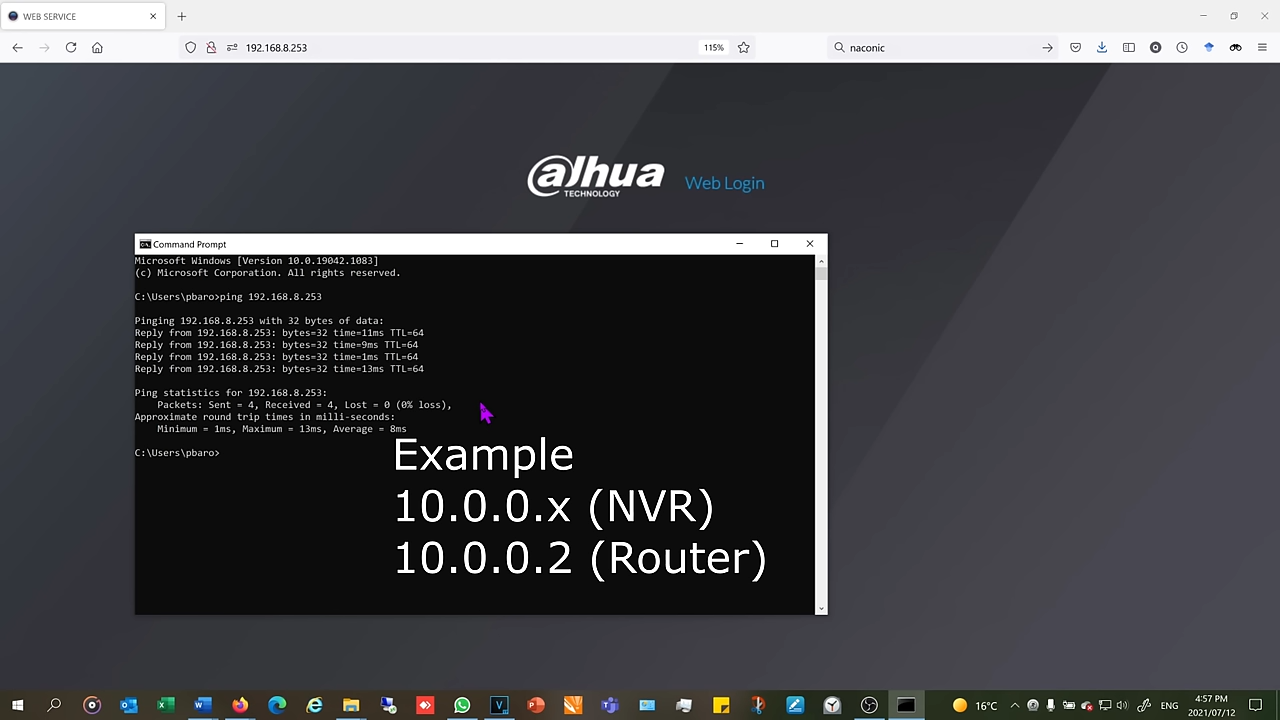 WEB SERVICE
192.168.8.253
115%
naconic
alhua
TECHNOLOGY
Web Login
Command Prompt
Microsoft Windows [Version 10.0.19042.1083]
(c) Microsoft Corporation. All rights reserved.
C:\Users\pbaro>ping 192.168.8.253
Pinging 192.168.8.253 with 32 bytes of data:
Reply from 192.168.8.253: bytes=32 time=11ms TTL=64
Reply from 192.168.8.253: bytes=32 time=9ms TTL=64
Reply from 192.168.8.253: bytes=32 time=1ms TTL=64
Reply from 192.168.8.253: bytes=32 time=13ms TTL=64
Ping statistics for 192.168.8.253:
Packets: Sent = 4, Received = 4, Lost = 0 (0% loss),
Approximate round trip times in milli-seconds:
Minimum = 1ms, Maximum = 13ms, Average = 8ms
C:\Users\pbaro>
Example
10.0.0.x (NVR)
10.0.0.2 (Router)
16°C
ENG
4:57 PM
2021/07/12